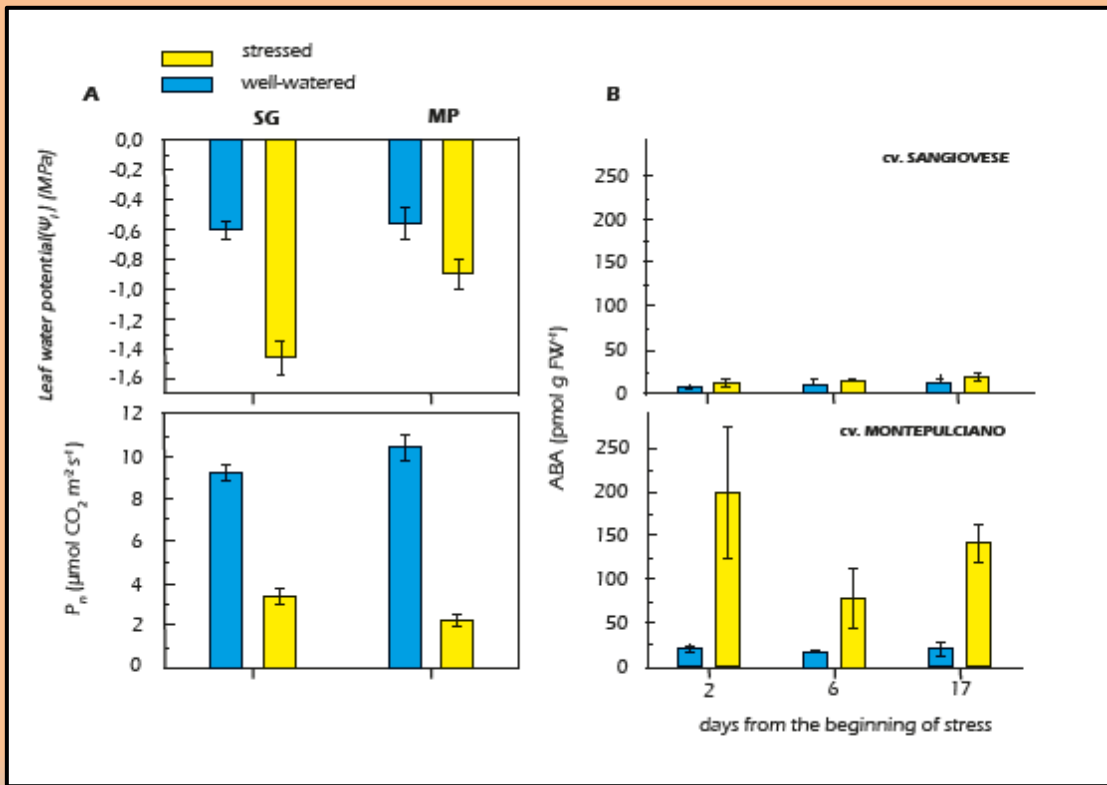 stressed
well-watered
A
B
SG
MP
Leaf water potential(Ψl) (MPa)
0,0
-0,2
-0,4
-0,6
-0,8
-1,0
-1,2
-1,4
-1,6
Pn (µmol CO2 m-2 s-1)
12
10
8
6
4
2
0
ABA (pmol g FW-1)
cv. SANGIOVESE
250
200
150
100
50
0
cv. MONTEPULCIANO
250
200
150
100
50
0
2
6
17
days from the beginning of stress